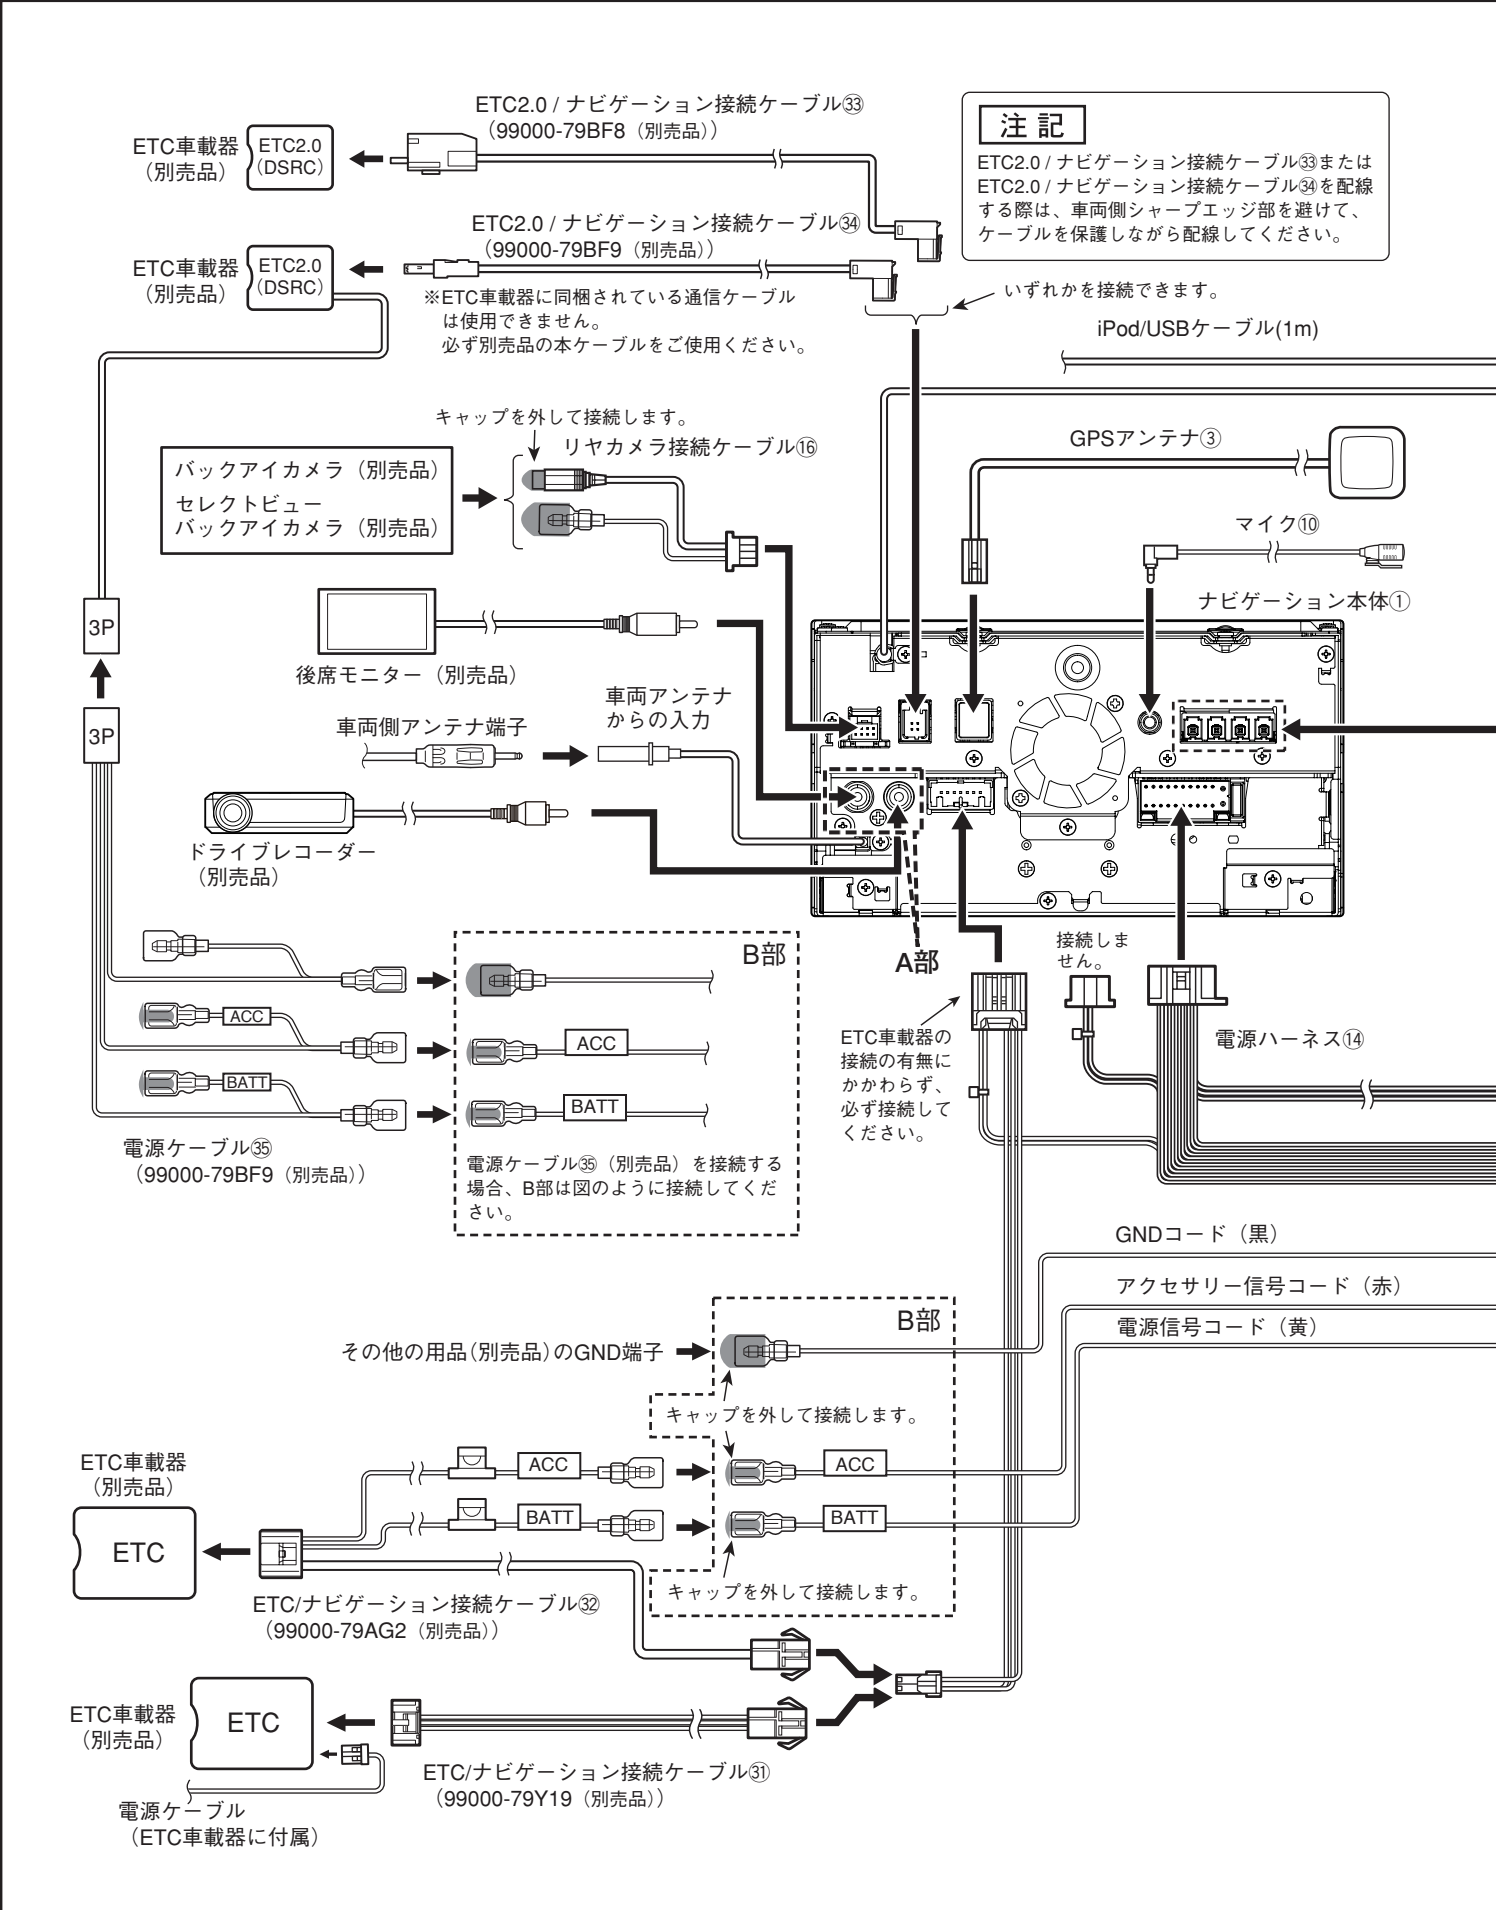 ETC2.0 / ナビゲーション接続ケーブル㉝
（99000-79BF8（別売品））
ETC車載器
（別売品）
ETC2.0
（DSRC）
注 記
ETC2.0 / ナビゲーション接続ケーブル㉝または
ETC2.0 / ナビゲーション接続ケーブル㉞を配線
する際は、車両側シャープエッジ部を避けて、
ケーブルを保護しながら配線してください。
ETC2.0 / ナビゲーション接続ケーブル㉞
（99000-79BF9（別売品））
ETC車載器
（別売品）
ETC2.0
（DSRC）
※ETC車載器に同梱されている通信ケーブル
は使用できません。
必ず別売品の本ケーブルをご使用ください。
いずれかを接続できます。
iPod/USBケーブル(1m)
キャップを外して接続します。
リヤカメラ接続ケーブル⑯
GPSアンテナ③
バックアイカメラ（別売品）
セレクトビュー
バックアイカメラ（別売品）
マイク⑩
ナビゲーション本体①
3P
後席モニター（別売品）
車両アンテナ
からの入力
車両側アンテナ端子
3P
ドライブレコーダー
（別売品）
A部
接続しま
せん。
B部
ACC
ACC
BATT
BATT
ETC車載器の
接続の有無に
かかわらず、
必ず接続して
ください。
電源ハーネス⑭
電源ケーブル㉟
（99000-79BF9（別売品））
電源ケーブル㉟（別売品）を接続する
場合、B部は図のように接続してくだ
さい。
GNDコード（黒）
アクセサリー信号コード（赤）
電源信号コード（黄）
B部
その他の用品(別売品)のGND端子
キャップを外して接続します。
ETC車載器
（別売品）
ACC
ACC
BATT
BATT
ETC
キャップを外して接続します。
ETC/ナビゲーション接続ケーブル㉜
（99000-79AG2（別売品））
ETC車載器
（別売品）
ETC
ETC/ナビゲーション接続ケーブル㉛
（99000-79Y19（別売品））
電源ケーブル
（ETC車載器に付属）